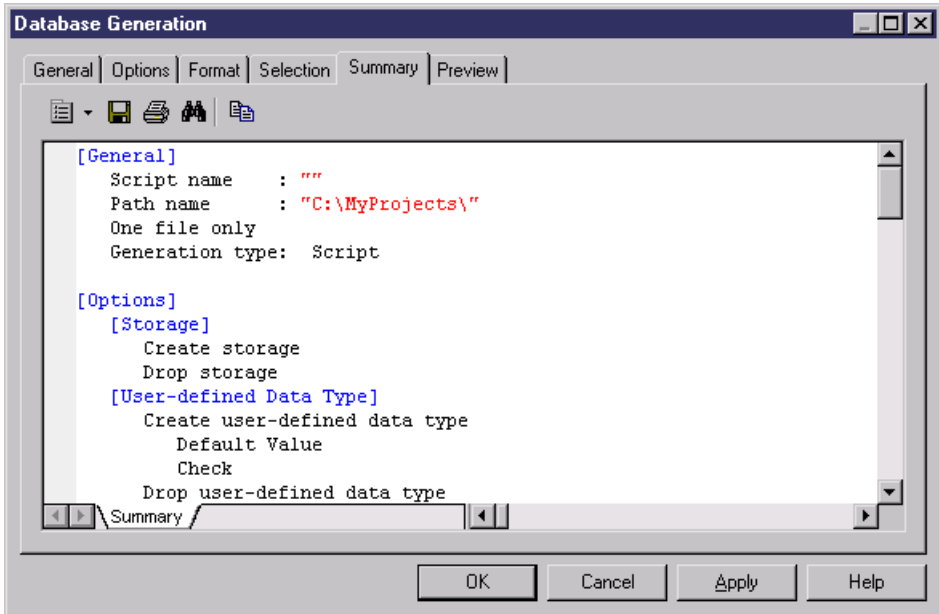 Database Generation
General Options Format Selection Summary Preview
[General]
Script name : ""
Path name : "C:\MyProjects\"
One file only
Generation type: Script
[Options]
[Storage]
Create storage
Drop storage
[User-defined Data Type]
Create user-defined data type
Default Value
Check
Drop user-defined data type
Summary
OK Cancel Apply Help